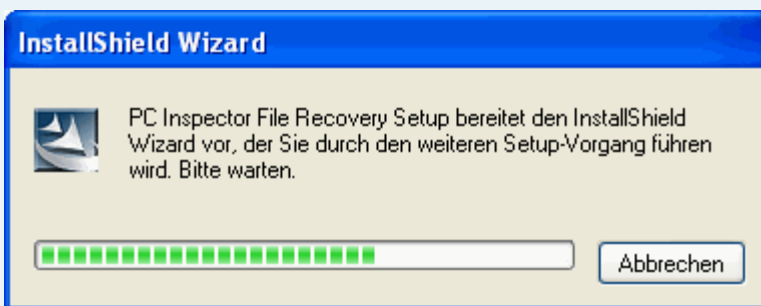 InstallShield Wizard
PC Inspector File Recovery Setup bereitet den InstallShield
Wizard vor, der Sie durch den weiteren Setup-Vorgang führen
wird. Bitte warten.
Abbrechen